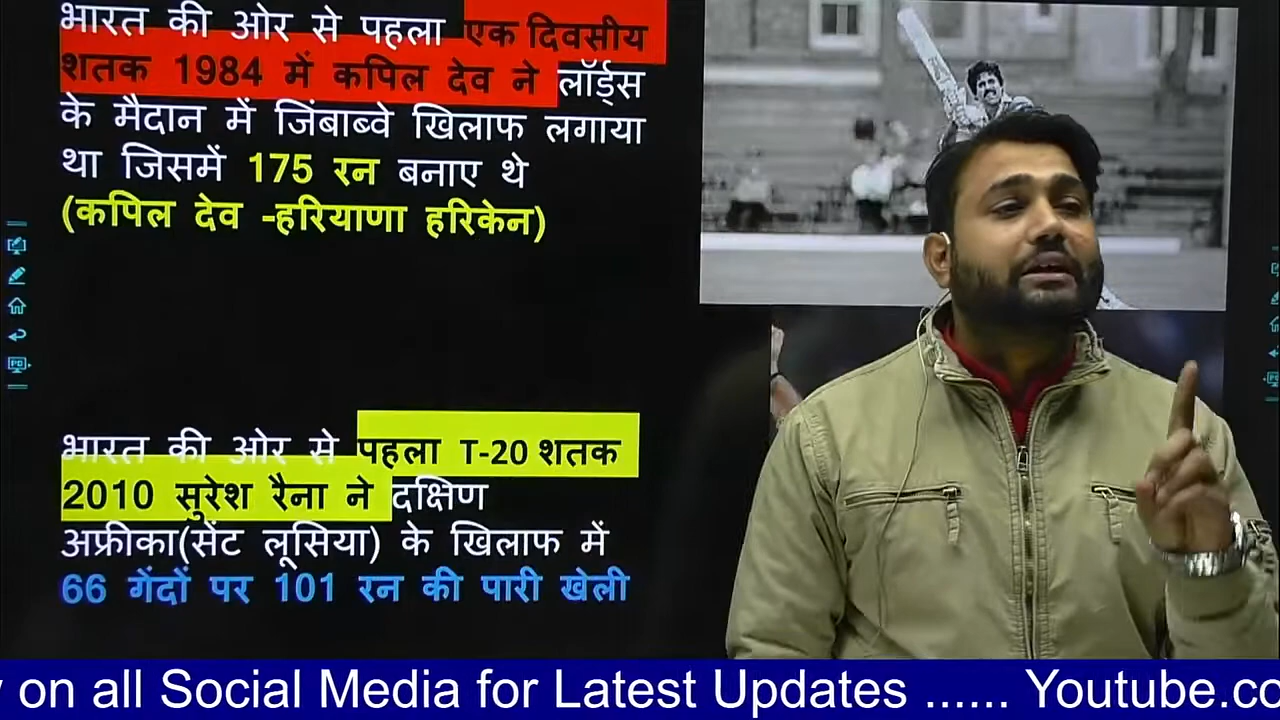 भारत की ओर से पहला एक दिवसीय
शतक 1984 में कपिल देव ने लॉर्ड्स
के मैदान में जिंबाब्वे खिलाफ लगाया
था जिसमें 175 रन बनाए थे
(कपिल देव -हरियाणा हरिकेन)
भारत की ओर से पहला T-20 शतक
2010 सुरेश रैना ने दक्षिण
अफ्रीका(सेंट लूसिया) के खिलाफ में
66 गेंदों पर 101 रन की पारी खेली
on all Social Media for Latest Updates ...... Youtube.co